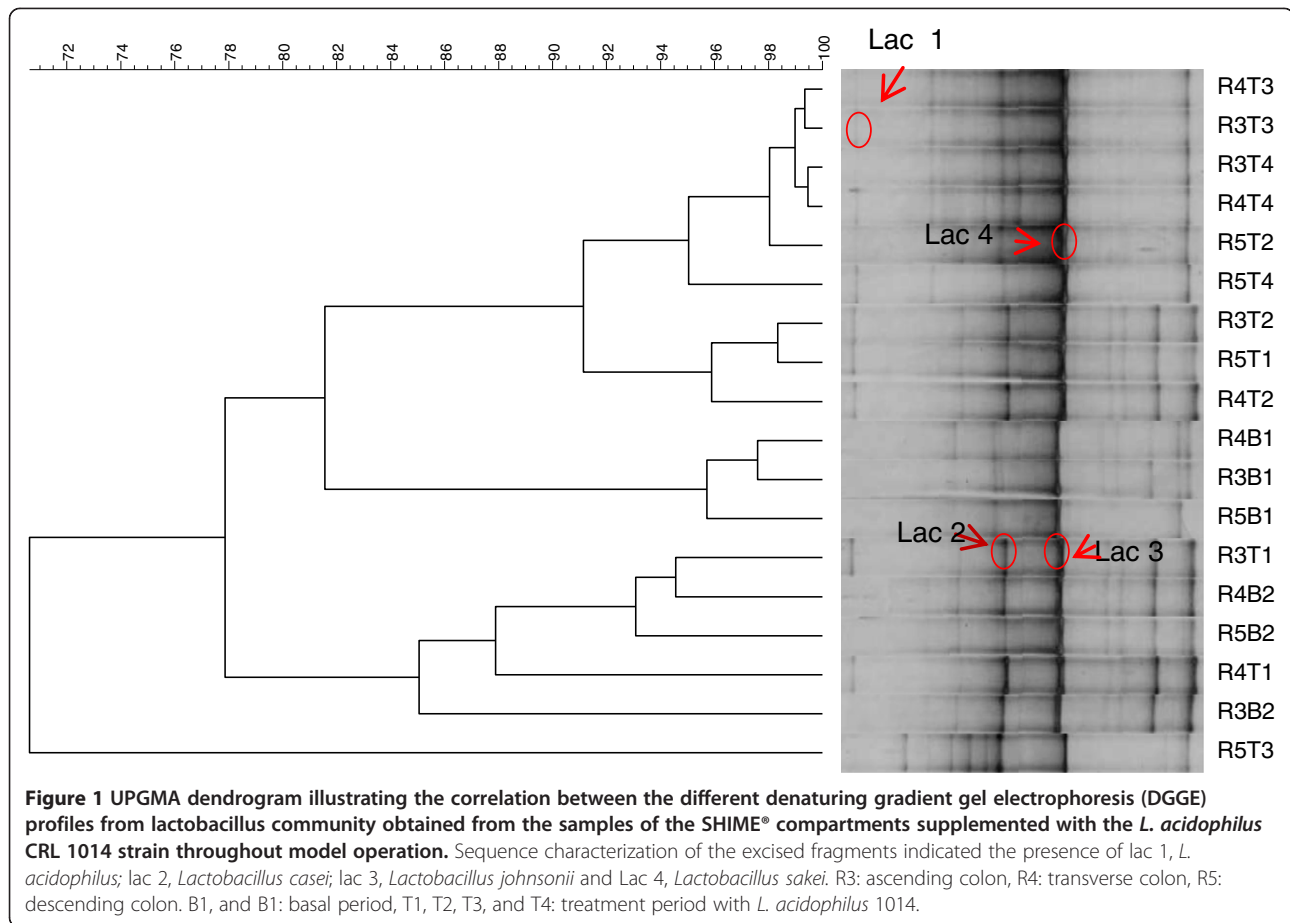 72 74 76 78 80 82 84 86 88 90 92 94 96 98 100
Lac 1
R4T3
R3T3
R3T4
R4T4
Lac 4
R5T2
R5T4
R3T2
R5T1
R4T2
R4B1
R3B1
R5B1
Lac 2
Lac 3
R3T1
R4B2
R5B2
R4T1
R3B2
R5T3
Figure 1 UPGMA dendrogram illustrating the correlation between the different denaturing gradient gel electrophoresis (DGGE)
profiles from lactobacillus community obtained from the samples of the SHIME® compartments supplemented with the L. acidophilus
CRL 1014 strain throughout model operation. Sequence characterization of the excised fragments indicated the presence of lac 1, L.
acidophilus; lac 2, Lactobacillus casei; lac 3, Lactobacillus johnsonii and Lac 4, Lactobacillus sakei. R3: ascending colon, R4: transverse colon, R5:
descending colon. B1, and B1: basal period, T1, T2, T3, and T4: treatment period with L. acidophilus 1014.